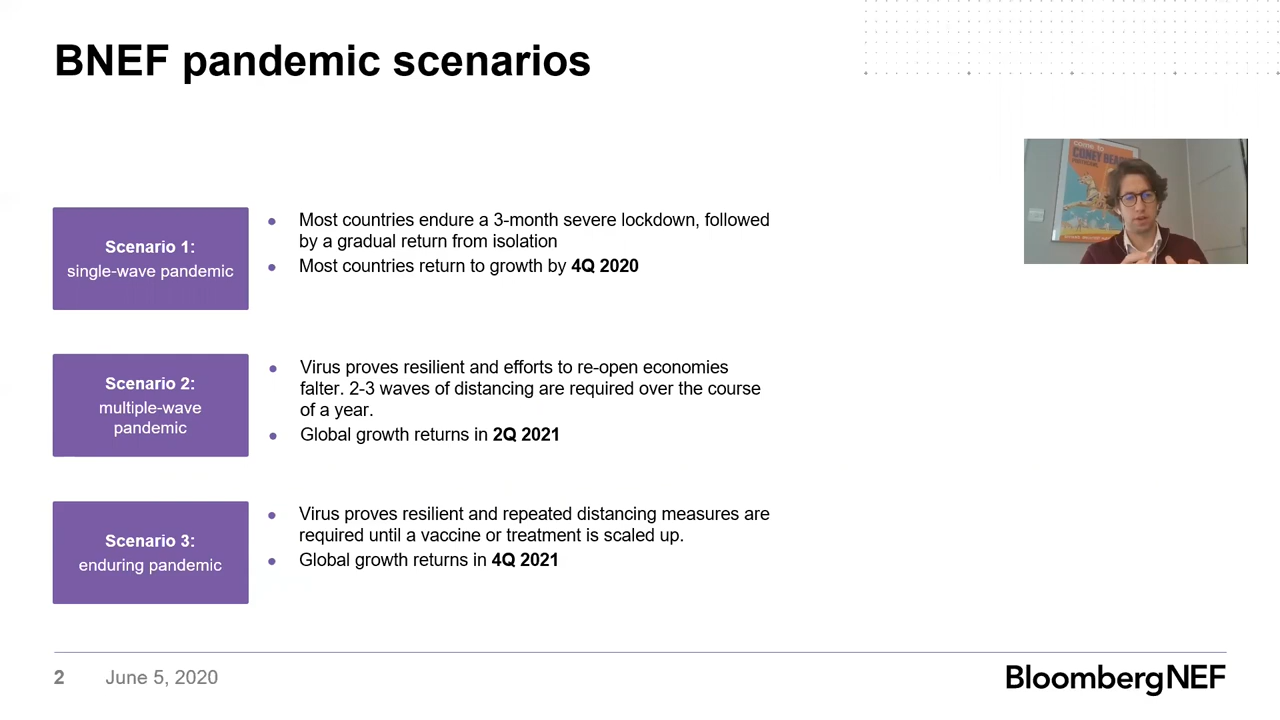 BNEF pandemic scenarios
CONEY BEACH
Scenario 1:
single-wave pandemic
Most countries endure a 3-month severe lockdown, followed
by a gradual return from isolation
Most countries return to growth by 4Q 2020
Scenario 2:
multiple-wave
pandemic
Virus proves resilient and efforts to re-open economies
falter. 2-3 waves of distancing are required over the course
of a year.
Global growth returns in 2Q 2021
Scenario 3:
enduring pandemic
Virus proves resilient and repeated distancing measures are
required until a vaccine or treatment is scaled up.
Global growth returns in 4Q 2021
2 June 5, 2020
BloombergNEF